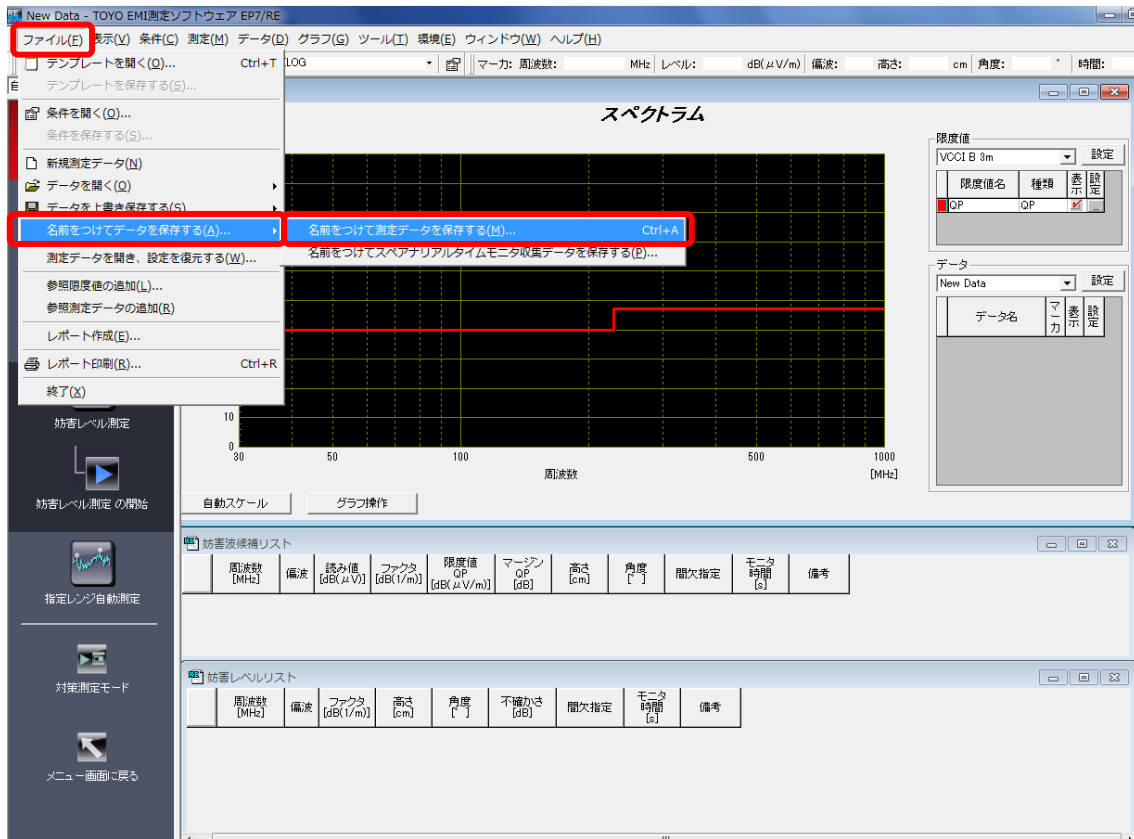 New Data - TOYO EMI測定ソフトウェア EP7/RE
ファイル(F) 表示(V) 条件(C) 測定(M) データ(D) グラフ(G) ツール(T) 環境(E) ウィンドウ(W) ヘルプ(H)
LOG マーカ: 周波数: MHz レベル: dB(μV/m) 偏波: 高さ: cm 角度: ° 時間:
テンプレートを開く(O)... Ctrl+T
テンプレートを保存する(S)...
条件を開く(O)...
条件を保存する(S)...
新規測定データ(N)
データを開く(O)
データを上書き保存する(S)
名前をつけてデータを保存する(A)...
測定データを開き、設定を復元する(W)...
参照限度値の追加(L)...
参照測定データの追加(R)
レポート作成(E)...
レポート印刷(R)... Ctrl+R
終了(X)
名前をつけて測定データを保存する(M)... Ctrl+A
名前をつけてスペアナリアルタイムモニタ収集データを保存する(P)...
スペクトラム
10
0
30 50 100 500 1000
周波数 [MHz]
自動スケール グラフ操作
限度値
VCCI B 3m 設定
限度値名 種類 表示 設定
QP QP ...
データ
New Data 設定
データ名 マーカ 表示 設定
妨害レベル測定
妨害レベル測定 の開始
指定レンジ自動測定
対策測定モード
メニュー画面に戻る
妨害波候補リスト
周波数 [MHz] 偏波 読み値 [dB(μV)] ファクタ [dB(1/m)] 限度値 QP [dB(μV/m)] マージン QP [dB] 高さ [cm] 角度 [°] 間欠指定 モニタ時間 [s] 備考
妨害レベルリスト
周波数 [MHz] 偏波 ファクタ [dB(1/m)] 高さ [cm] 角度 [°] 不確かさ [dB] 間欠指定 モニタ時間 [s] 備考